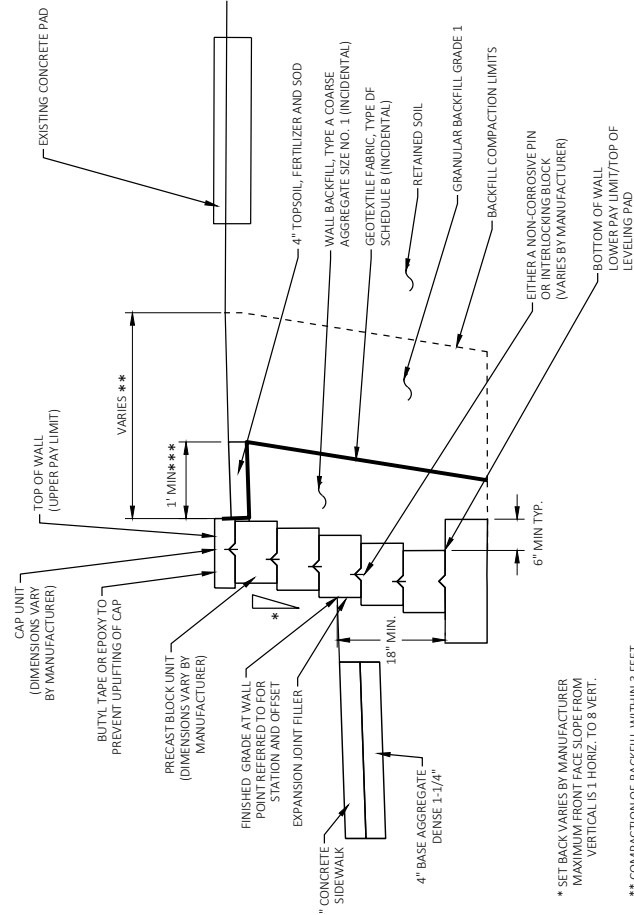 EXISTING CONCRETE PAD
TOP OF WALL
(UPPER PAY LIMIT)
CAP UNIT
(DIMENSIONS VARY
BY MANUFACTURER)
BUTYL TAPE OR EPOXY TO
PREVENT UPLIFTING OF CAP
PRECAST BLOCK UNIT
(DIMENSIONS VARY BY
MANUFACTURER)
FINISHED GRADE AT WALL
POINT REFERRED TO FOR
STATION AND OFFSET
EXPANSION JOINT FILLER
" CONCRETE
SIDEWALK
4" BASE AGGREGATE
DENSE 1-1/4"
VARIES **
1' MIN***
*
18" MIN.
6" MIN TYP.
4" TOPSOIL, FERTILIZER AND SOD
WALL BACKFILL, TYPE A COARSE
AGGREGATE SIZE NO. 1 (INCIDENTAL)
GEOTEXTILE FABRIC, TYPE DF
SCHEDULE B (INCIDENTAL)
RETAINED SOIL
GRANULAR BACKFILL GRADE 1
BACKFILL COMPACTION LIMITS
EITHER A NON-CORROSIVE PIN
OR INTERLOCKING BLOCK
(VARIES BY MANUFACTURER)
BOTTOM OF WALL
LOWER PAY LIMIT/TOP OF
LEVELING PAD
* SET BACK VARIES BY MANUFACTURER
MAXIMUM FRONT FACE SLOPE FROM
VERTICAL IS 1 HORIZ. TO 8 VERT.
** COMPACTION OF BACKFILL WITHIN 3 FEET